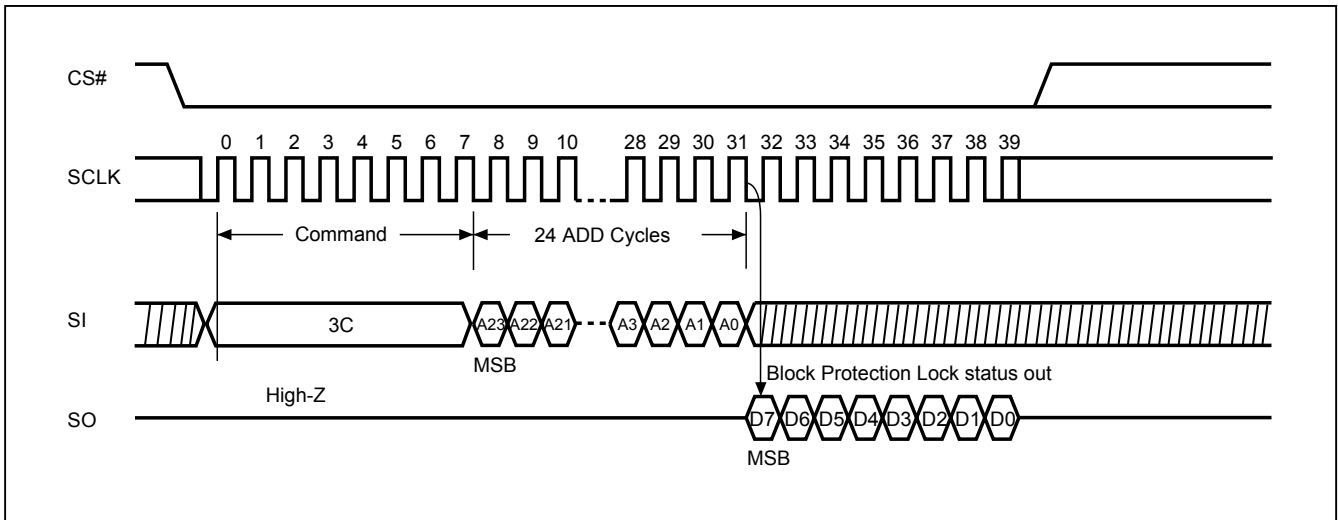 CS#
0 1 2 3 4 5 6 7 8 9 10 28 29 30 31 32 33 34 35 36 37 38 39
SCLK
Command 24 ADD Cycles
SI 3C A23 A22 A21 A3 A2 A1 A0
MSB
Block Protection Lock status out
High-Z
SO D7 D6 D5 D4 D3 D2 D1 D0
MSB